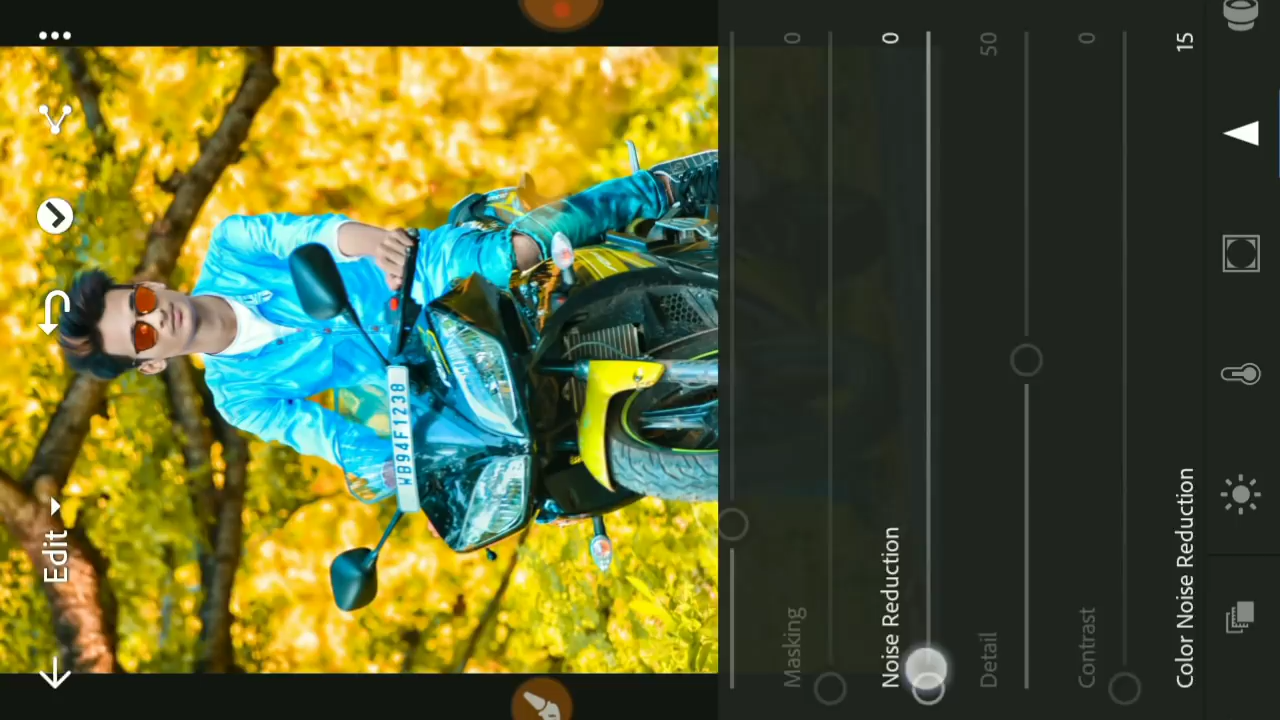 Edit
WB94F1238
Masking 0
Noise Reduction 0
Detail 50
Contrast 0
Color Noise Reduction 15